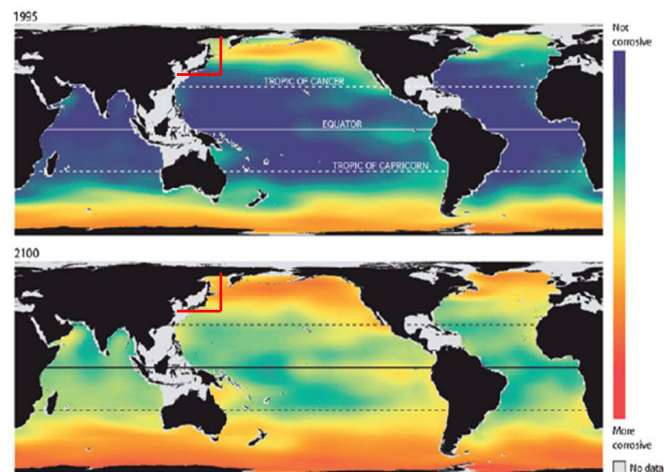 1995
Not
corrosive
TROPIC OF CANCER
EQUATOR
TROPIC OF CAPRICORN
2100
More
corrosive
No data